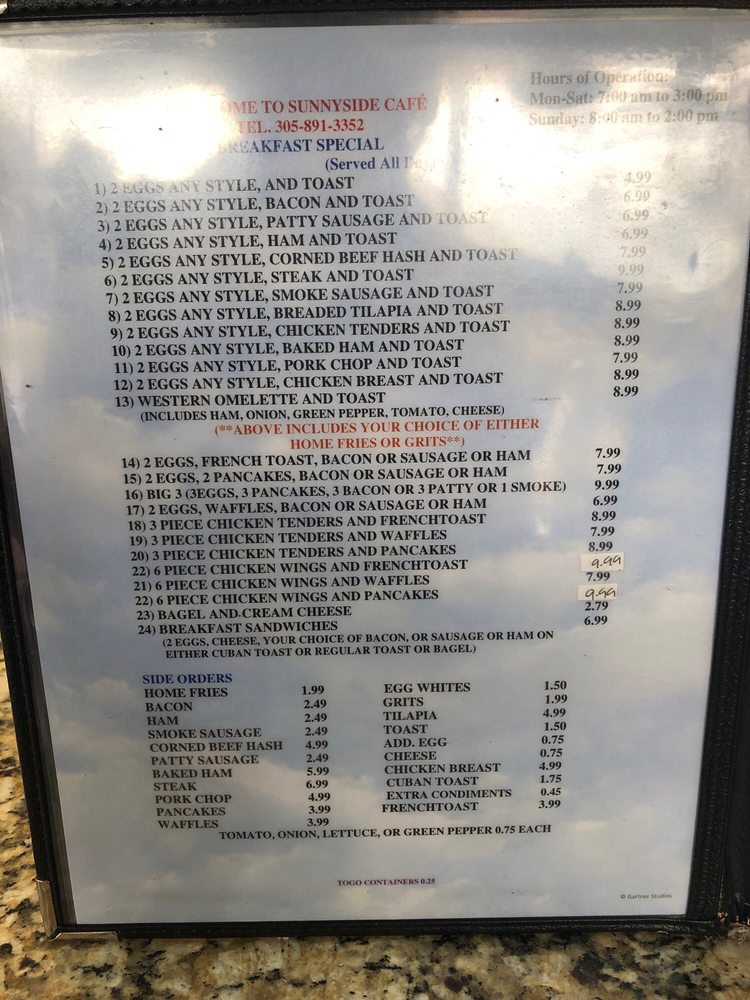 OME TO SUNNYSIDE CAFÉ
TEL. 305-891-3352
BREAKFAST SPECIAL
(Served All Da
Hours of Operation:
Mon-Sat: 7:00 am to 3:00 pm
Sunday: 8:00 am to 2:00 pm
1) 2 EGGS ANY STYLE, AND TOAST 4.99
2) 2 EGGS ANY STYLE, BACON AND TOAST 6.99
3) 2 EGGS ANY STYLE, PATTY SAUSAGE AND TOAST 6.99
4) 2 EGGS ANY STYLE, HAM AND TOAST 6.99
5) 2 EGGS ANY STYLE, CORNED BEEF HASH AND TOAST 7.99
6) 2 EGGS ANY STYLE, STEAK AND TOAST 9.99
7) 2 EGGS ANY STYLE, SMOKE SAUSAGE AND TOAST 7.99
8) 2 EGGS ANY STYLE, BREADED TILAPIA AND TOAST 8.99
9) 2 EGGS ANY STYLE, CHICKEN TENDERS AND TOAST 8.99
10) 2 EGGS ANY STYLE, BAKED HAM AND TOAST 8.99
11) 2 EGGS ANY STYLE, PORK CHOP AND TOAST 7.99
12) 2 EGGS ANY STYLE, CHICKEN BREAST AND TOAST 8.99
13) WESTERN OMELETTE AND TOAST 8.99
(INCLUDES HAM, ONION, GREEN PEPPER, TOMATO, CHEESE)
(**ABOVE INCLUDES YOUR CHOICE OF EITHER
HOME FRIES OR GRITS**)
14) 2 EGGS, FRENCH TOAST, BACON OR SAUSAGE OR HAM 7.99
15) 2 EGGS, 2 PANCAKES, BACON OR SAUSAGE OR HAM 7.99
16) BIG 3 (3EGGS, 3 PANCAKES, 3 BACON OR 3 PATTY OR 1 SMOKE) 9.99
17) 2 EGGS, WAFFLES, BACON OR SAUSAGE OR HAM 6.99
18) 3 PIECE CHICKEN TENDERS AND FRENCHTOAST 8.99
19) 3 PIECE CHICKEN TENDERS AND WAFFLES 7.99
20) 3 PIECE CHICKEN TENDERS AND PANCAKES 8.99
22) 6 PIECE CHICKEN WINGS AND FRENCHTOAST 9.99
21) 6 PIECE CHICKEN WINGS AND WAFFLES 7.99
22) 6 PIECE CHICKEN WINGS AND PANCAKES 9.99
23) BAGEL AND CREAM CHEESE 2.79
24) BREAKFAST SANDWICHES 6.99
(2 EGGS, CHEESE, YOUR CHOICE OF BACON, OR SAUSAGE OR HAM ON
EITHER CUBAN TOAST OR REGULAR TOAST OR BAGEL)
SIDE ORDERS
HOME FRIES 1.99
BACON 2.49
HAM 2.49
SMOKE SAUSAGE 2.49
CORNED BEEF HASH 4.99
PATTY SAUSAGE 2.49
BAKED HAM 5.99
STEAK 6.99
PORK CHOP 4.99
PANCAKES 3.99
WAFFLES 3.99
EGG WHITES 1.50
GRITS 1.99
TILAPIA 4.99
TOAST 1.50
ADD. EGG 0.75
CHEESE 0.75
CHICKEN BREAST 4.99
CUBAN TOAST 1.75
EXTRA CONDIMENTS 0.45
FRENCHTOAST 3.99
TOMATO, ONION, LETTUCE, OR GREEN PEPPER 0.75 EACH
TOGO CONTAINERS 0.25
© Gartner Studios